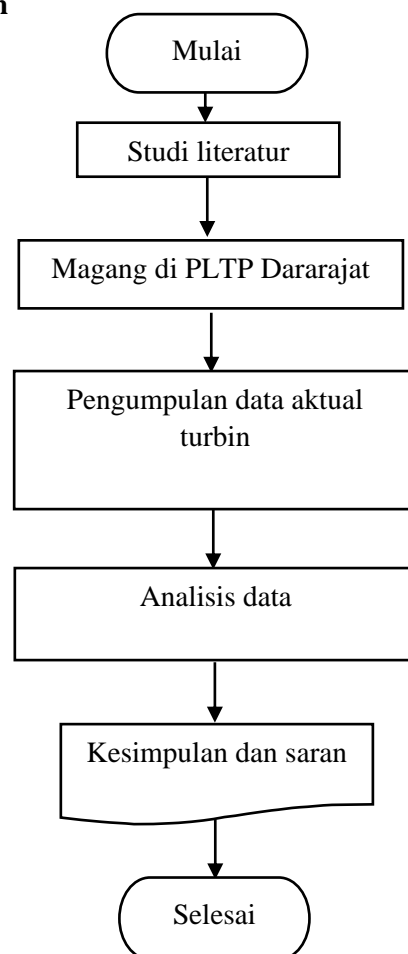 n
Mulai
Studi literatur
Magang di PLTP Dararajat
Pengumpulan data aktual
turbin
Analisis data
Kesimpulan dan saran
Selesai